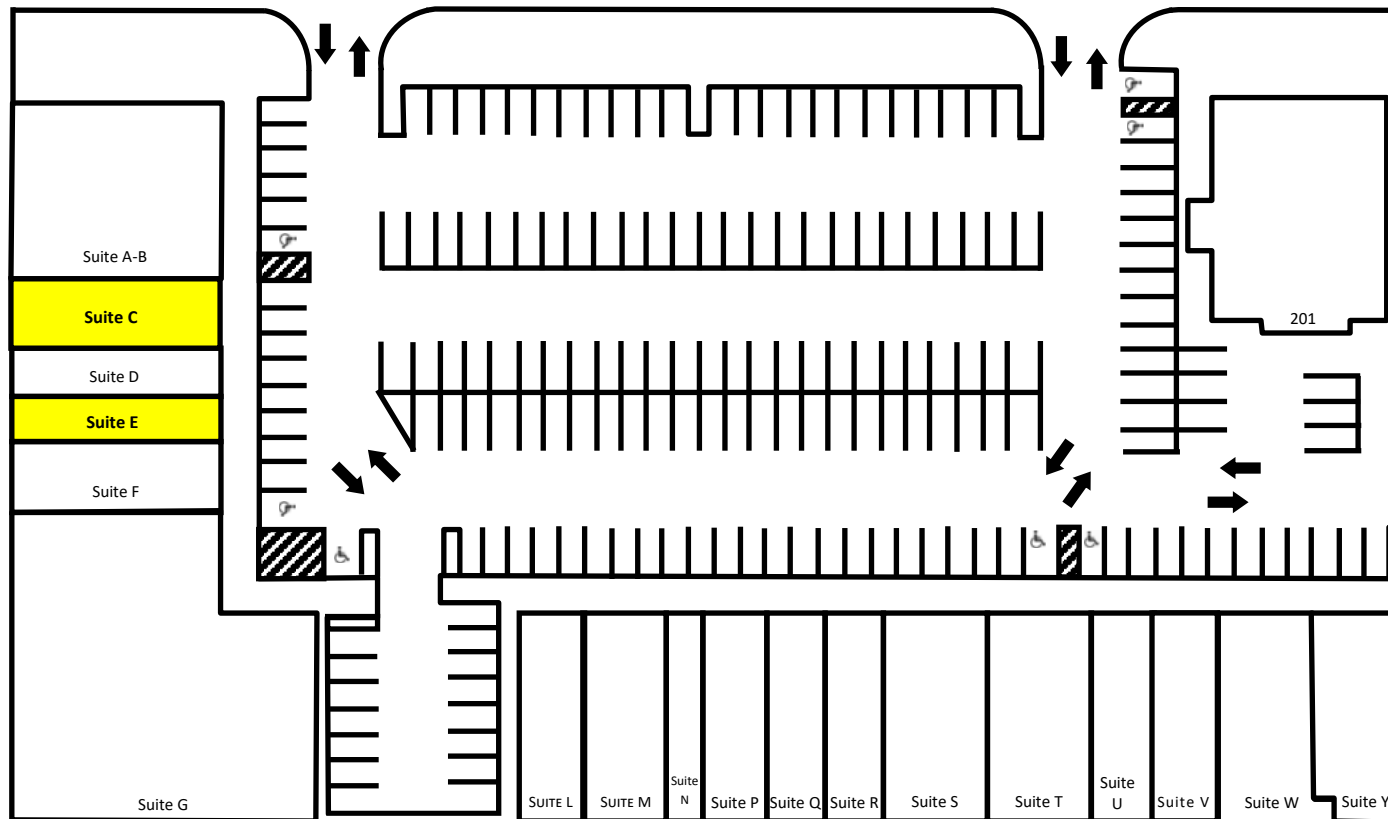 Suite A-B
Suite C
201
Suite D
Suite E
Suite F
Suite G
SUITE L
SUITE M
Suite
N
Suite P
Suite Q
Suite R
Suite S
Suite T
Suite
U
Suite V
Suite W
Suite Y